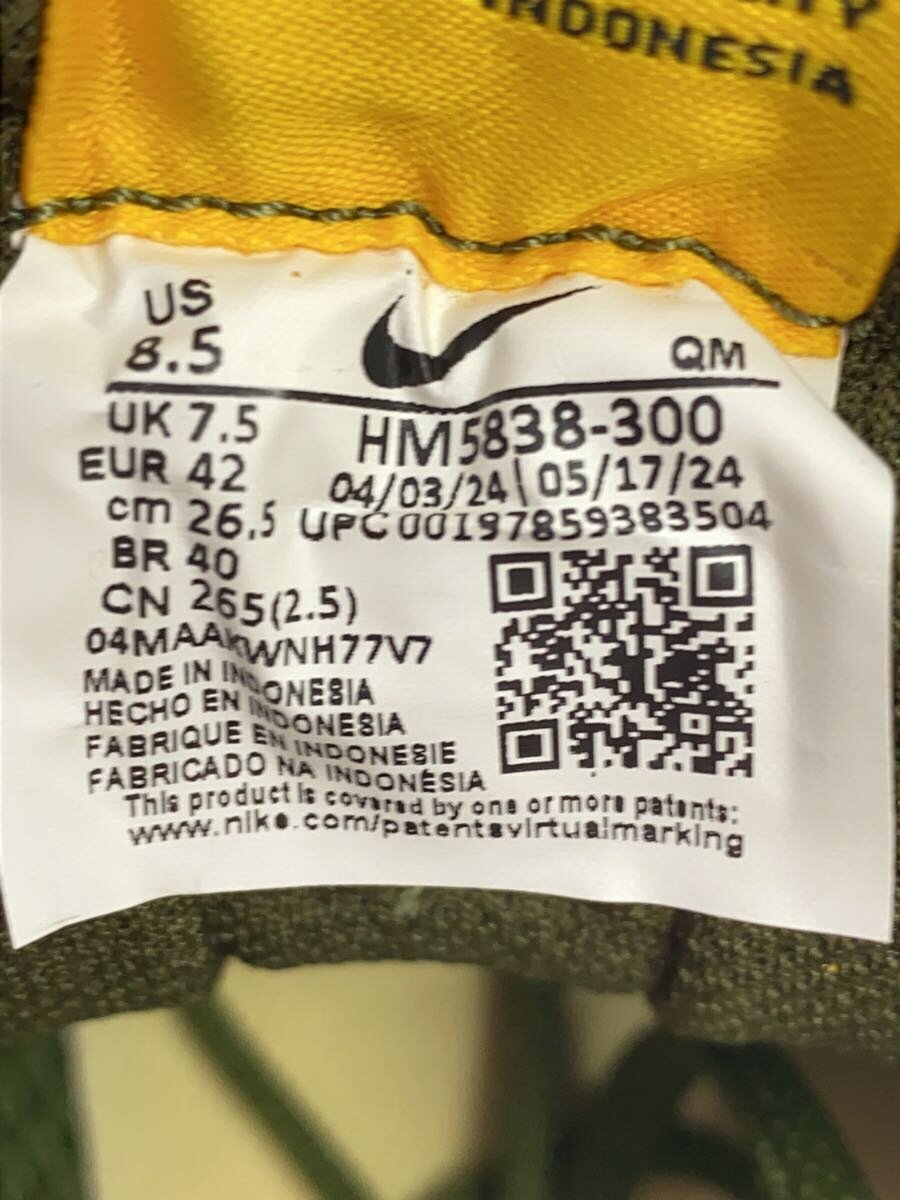 INDONESIA
US
8.5
QM
UK 7.5
HM5838-300
EUR 42
04/03/24 | 05/17/24
cm 26.5
UPC 00197859383504
BR 40
CN 265(2.5)
04MAAKWNH77V7
MADE IN INDONESIA
HECHO EN INDONESIA
FABRIQUE EN INDONESIE
FABRICADO NA INDONÉSIA
This product is covered by one or more patents:
www.nike.com/patentsvirtualmarking